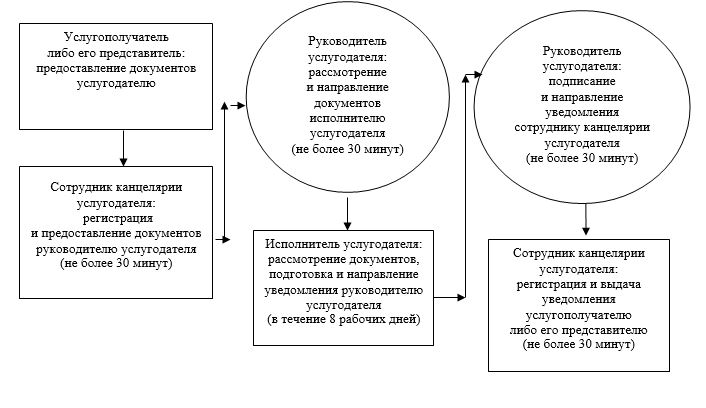 Услугополучатель
либо его представитель:
предоставление документов
услугодателю
Сотрудник канцелярии
услугодателя:
регистрация
и предоставление документов
руководителю услугодателя
(не более 30 минут)
Руководитель
услугодателя:
рассмотрение
и направление
документов
исполнителю
услугодателя
(не более 30 минут)
Исполнитель услугодателя:
рассмотрение документов,
подготовка и направление
уведомления руководителю
услугодателя
(в течение 8 рабочих дней)
Руководитель
услугодателя:
подписание
и направление
уведомления
сотруднику канцелярии
услугодателя
(не более 30 минут)
Сотрудник канцелярии
услугодателя:
регистрация и выдача
уведомления
услугополучателю
либо его представителю
(не более 30 минут)